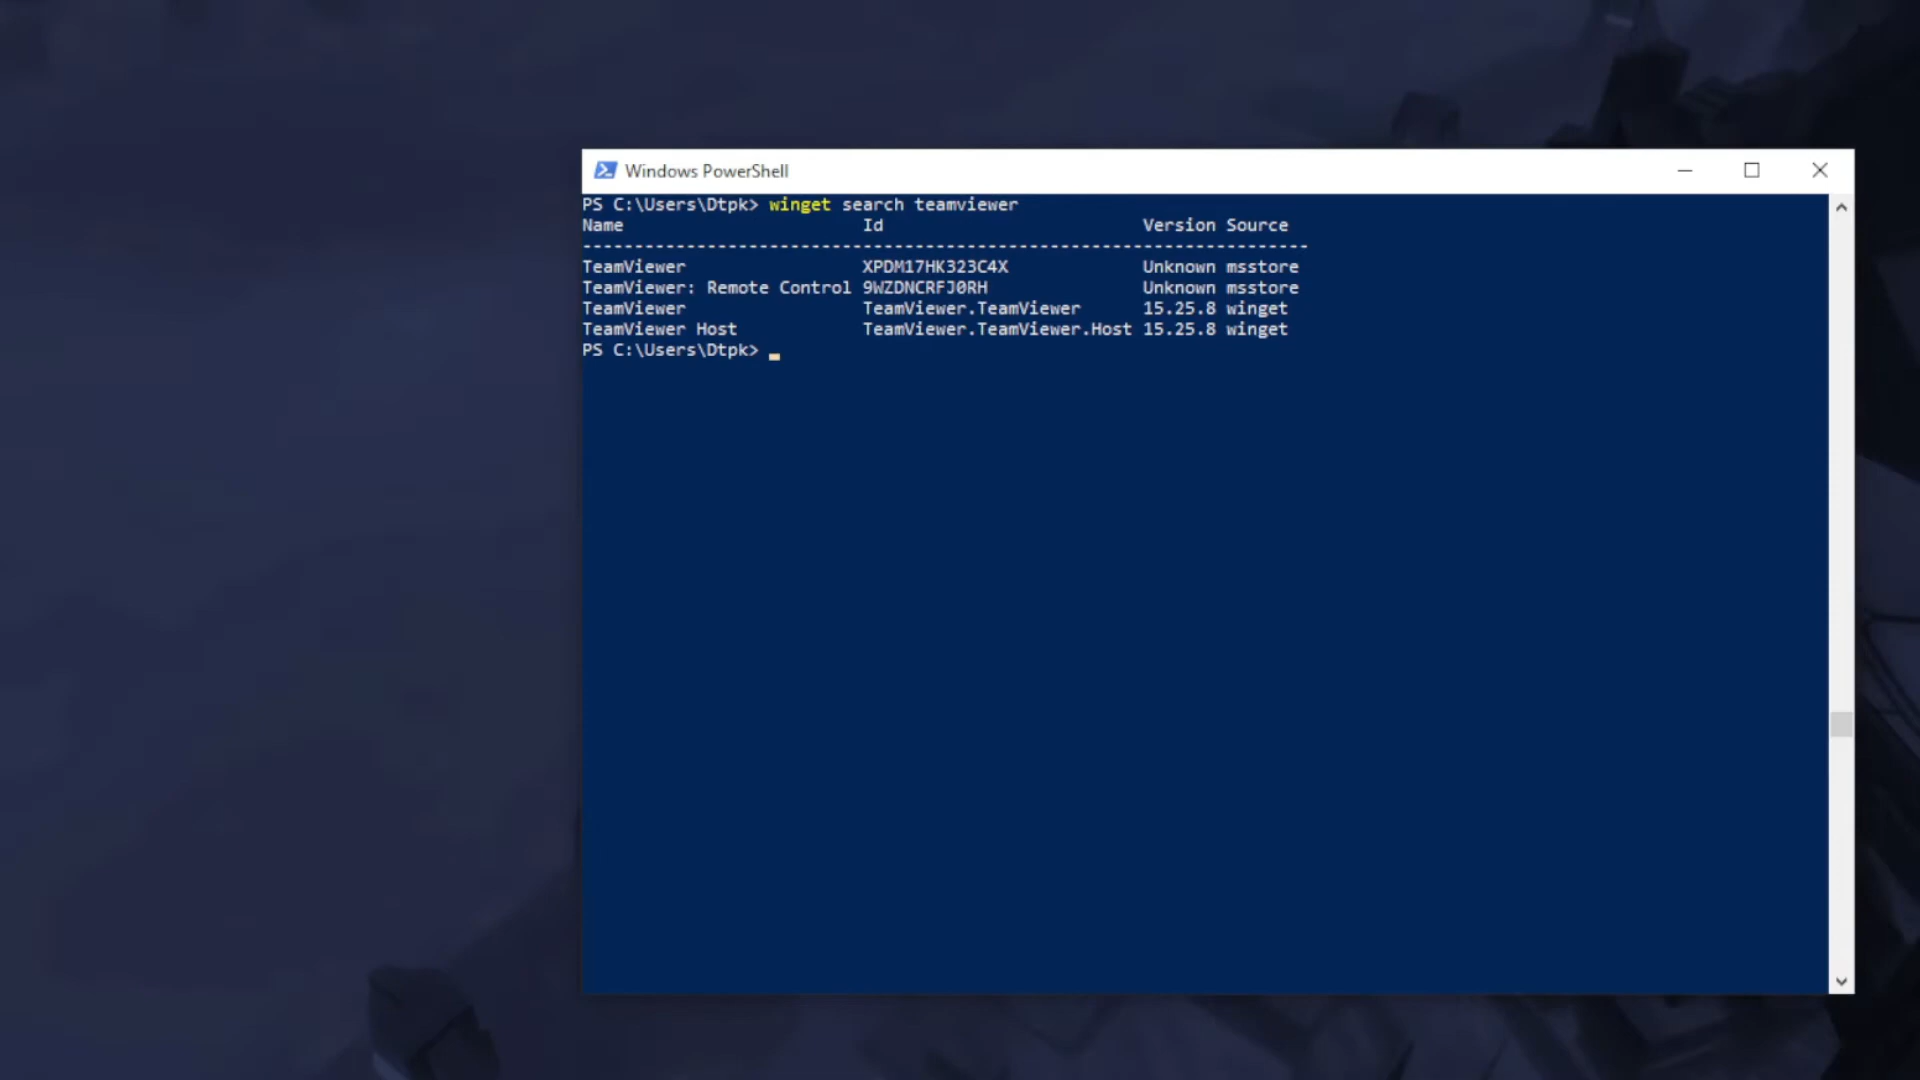 Windows PowerShell
PS C:\Users\Dtpk> winget search teamviewer
Name Id Version Source
----------------------------------------------------------------------
TeamViewer XPDM17HK323C4X Unknown msstore
TeamViewer: Remote Control 9WZDNCRFJ0RH Unknown msstore
TeamViewer TeamViewer.TeamViewer 15.25.8 winget
TeamViewer Host TeamViewer.TeamViewer.Host 15.25.8 winget
PS C:\Users\Dtpk>